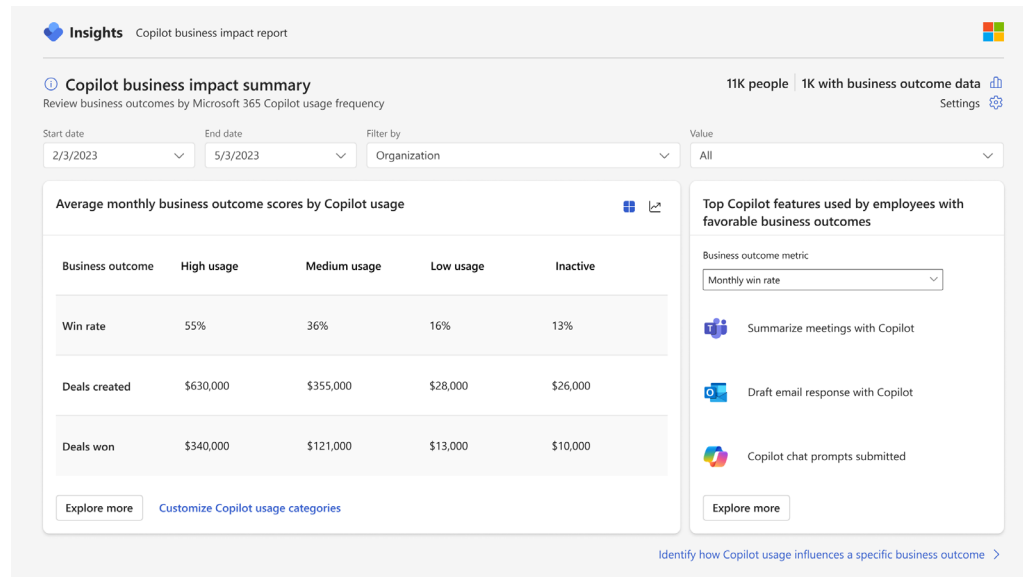 Insights Copilot business impact report
Copilot business impact summary
Review business outcomes by Microsoft 365 Copilot usage frequency
11K people 1K with business outcome data
Settings
Start date End date Filter by Value
2/3/2023 5/3/2023 Organization All
Average monthly business outcome scores by Copilot usage
Business outcome High usage Medium usage Low usage Inactive
Win rate 55% 36% 16% 13%
Deals created $630,000 $355,000 $28,000 $26,000
Deals won $340,000 $121,000 $13,000 $10,000
Explore more Customize Copilot usage categories
Top Copilot features used by employees with
favorable business outcomes
Business outcome metric
Monthly win rate
Summarize meetings with Copilot
Draft email response with Copilot
Copilot chat prompts submitted
Explore more
Identify how Copilot usage influences a specific business outcome